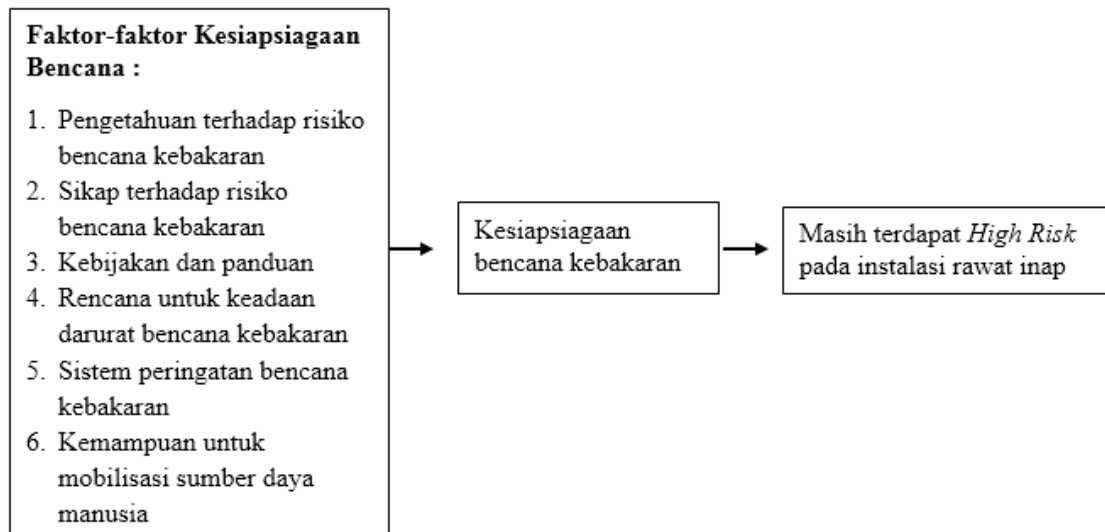 Faktor-faktor Kesiapsiagaan
Bencana :
1. Pengetahuan terhadap risiko
bencana kebakaran
2. Sikap terhadap risiko
bencana kebakaran
3. Kebijakan dan panduan
4. Rencana untuk keadaan
darurat bencana kebakaran
5. Sistem peringatan bencana
kebakaran
6. Kemampuan untuk
mobilisasi sumber daya
manusia
Kesiapsiagaan
bencana kebakaran
Masih terdapat High Risk
pada instalasi rawat inap